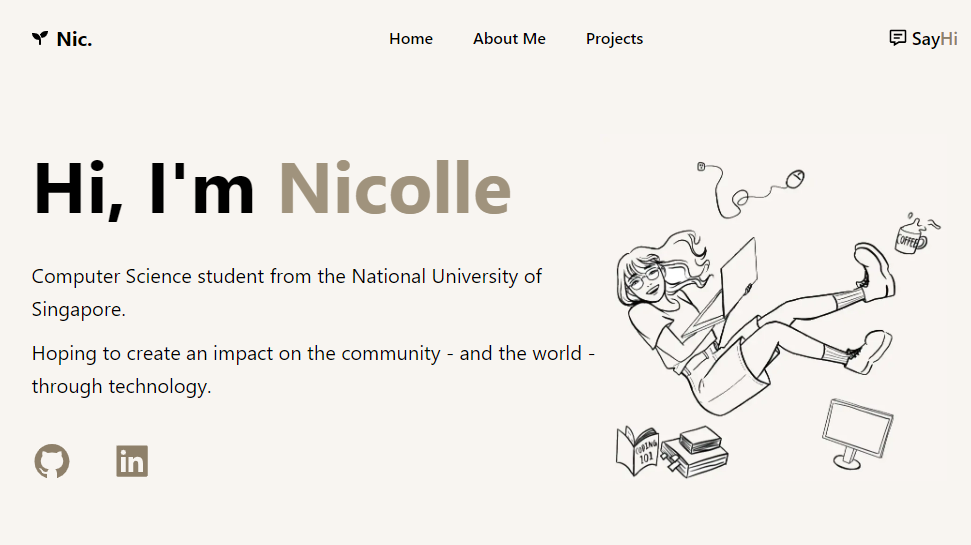 Nic.
Home
About Me
Projects
SayHi
Hi, I'm Nicolle
Computer Science student from the National University of
Singapore.
Hoping to create an impact on the community - and the world -
through technology.
COFFEE
CODING
101
in